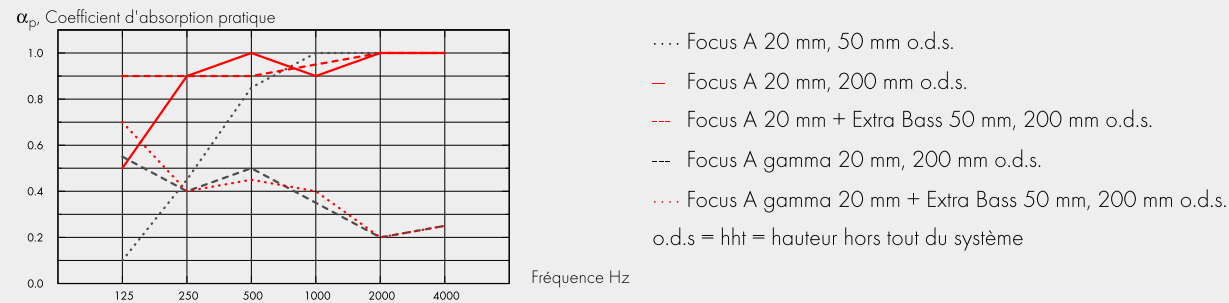 αp, Coefficient d'absorption pratique
1.0
0.8
0.6
0.4
0.2
0.0
125 250 500 1000 2000 4000
Fréquence Hz
···· Focus A 20 mm, 50 mm o.d.s.
— Focus A 20 mm, 200 mm o.d.s.
--- Focus A 20 mm + Extra Bass 50 mm, 200 mm o.d.s.
--- Focus A gamma 20 mm, 200 mm o.d.s.
···· Focus A gamma 20 mm + Extra Bass 50 mm, 200 mm o.d.s.
o.d.s = hht = hauteur hors tout du système